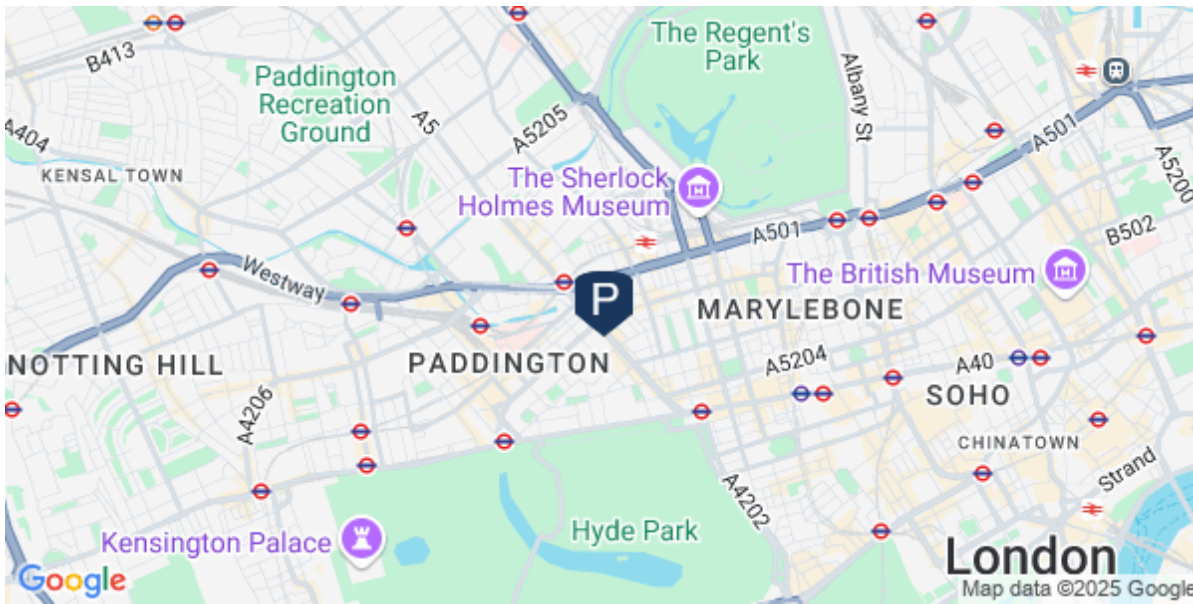 B413
Paddington
Recreation
Ground
A5
A5205
The Regent's
Park
Albany St
A501
A404
KENSAL TOWN
The Sherlock
Holmes Museum
A5200
A501
B502
Westway
The British Museum
P
MARYLEBONE
NOTTING HILL
PADDINGTON
A5204
A40
A4206
SOHO
CHINATOWN
Strand
A4202
Kensington Palace
Hyde Park
London
Google
Map data ©2025 Google